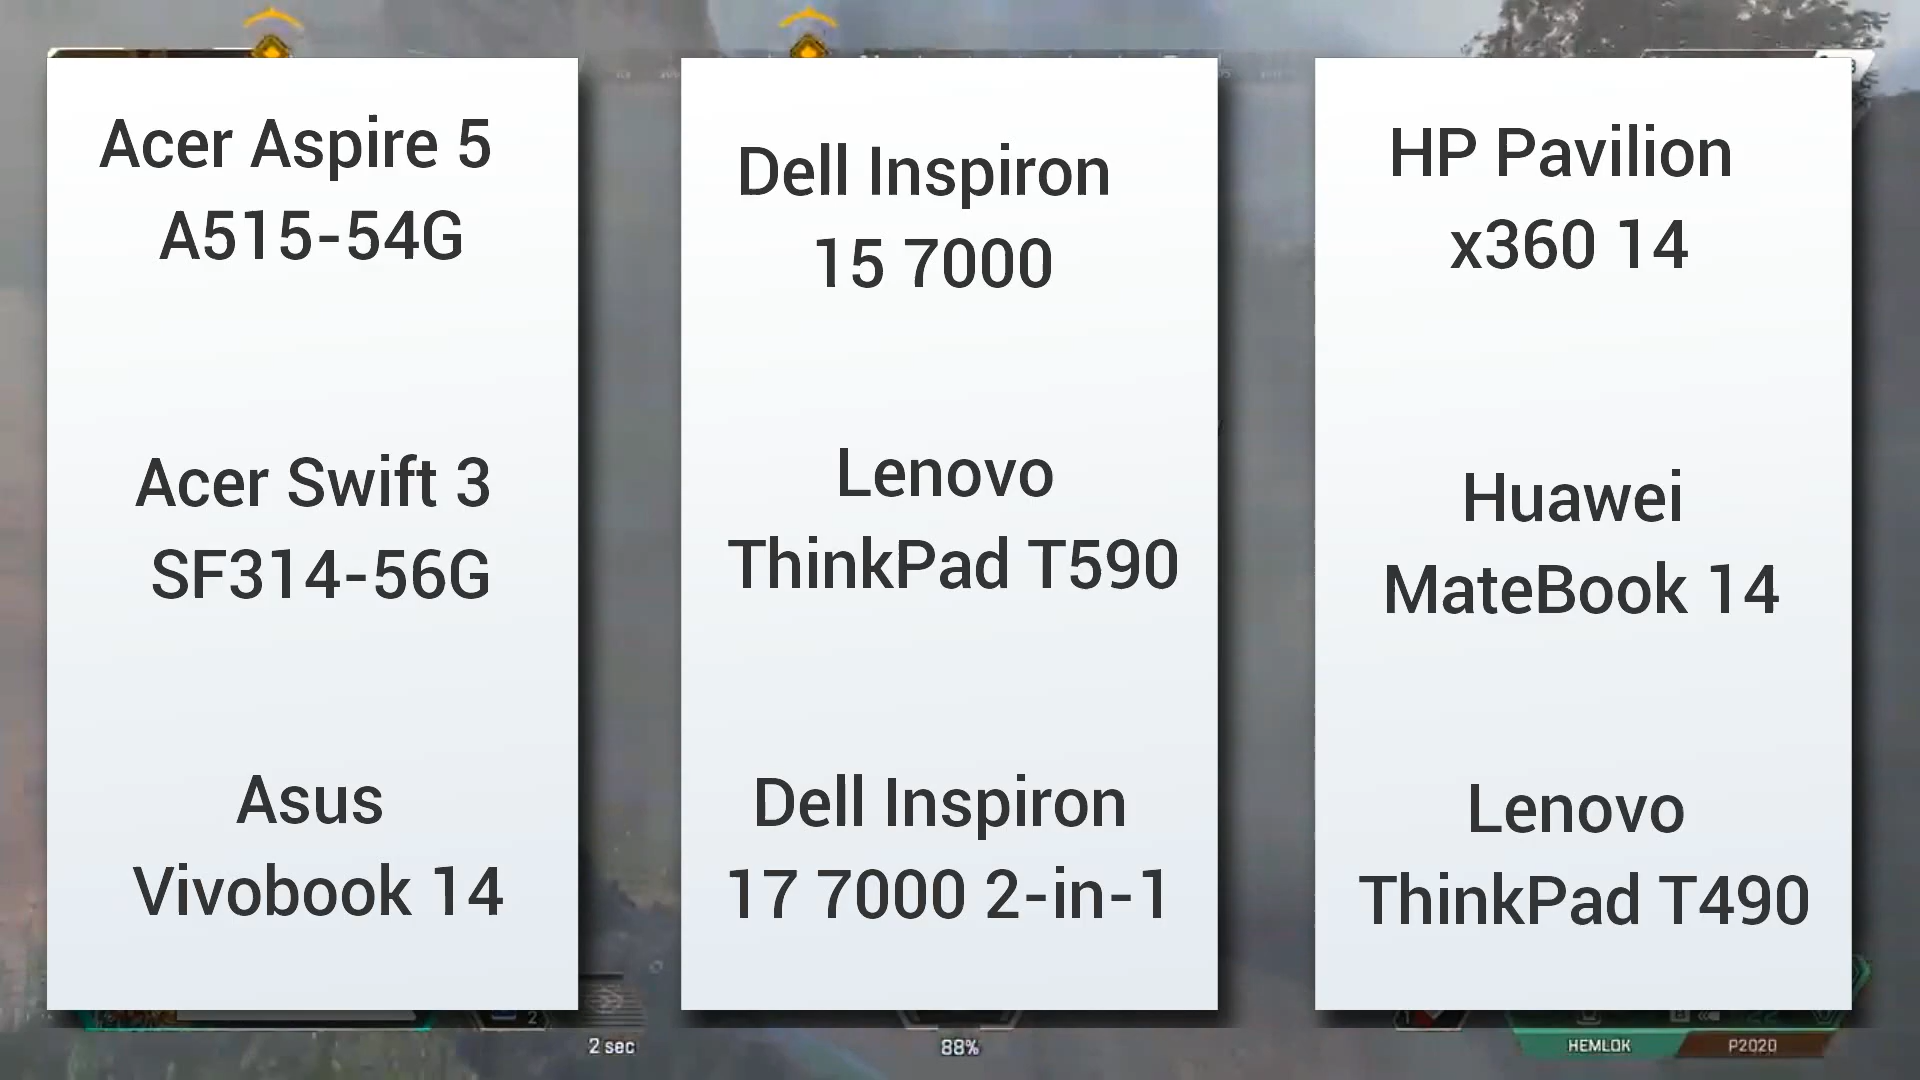 Acer Aspire 5
A515-54G
Acer Swift 3
SF314-56G
Asus
Vivobook 14
Dell Inspiron
15 7000
Lenovo
ThinkPad T590
Dell Inspiron
17 7000 2-in-1
HP Pavilion
x360 14
Huawei
MateBook 14
Lenovo
ThinkPad T490
2
2 sec
88%
1
HEMLOK
P2020